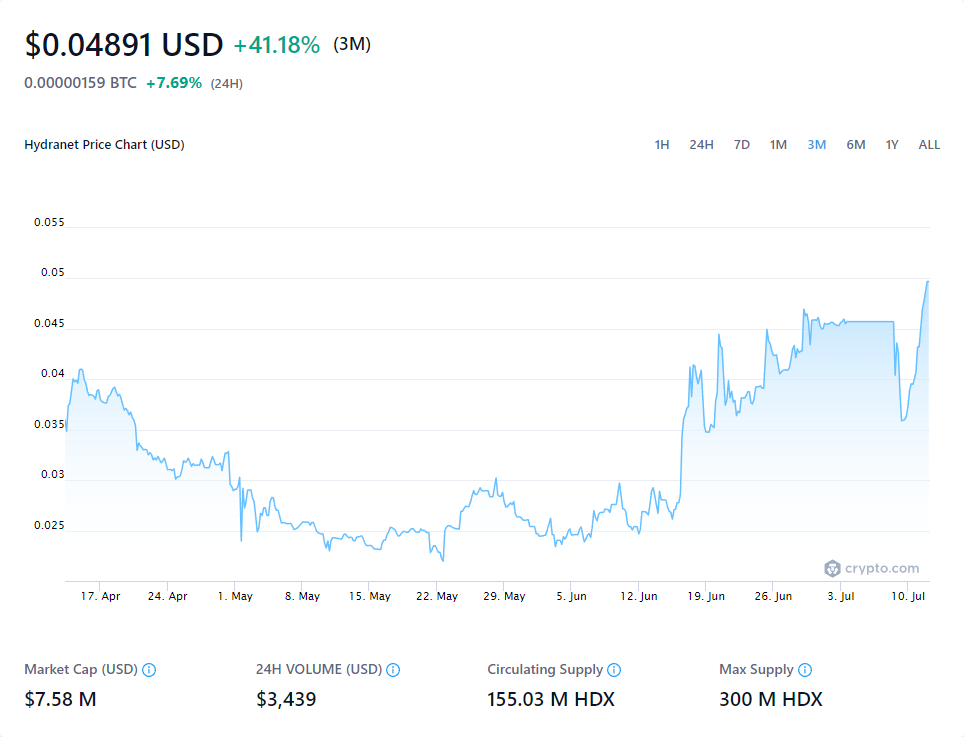 $0.04891 USD +41.18% (3M)
0.00000159 BTC +7.69% (24H)
Hydranet Price Chart (USD) 1H 24H 7D 1M 3M 6M 1Y ALL
0.055
0.05
0.045
0.04
0.035
0.03
0.025
crypto.com
17. Apr 24. Apr 1. May 8. May 15. May 22. May 29. May 5. Jun 12. Jun 19. Jun 26. Jun 3. Jul 10. Jul
Market Cap (USD) 24H VOLUME (USD) Circulating Supply Max Supply
$7.58 M $3,439 155.03 M HDX 300 M HDX